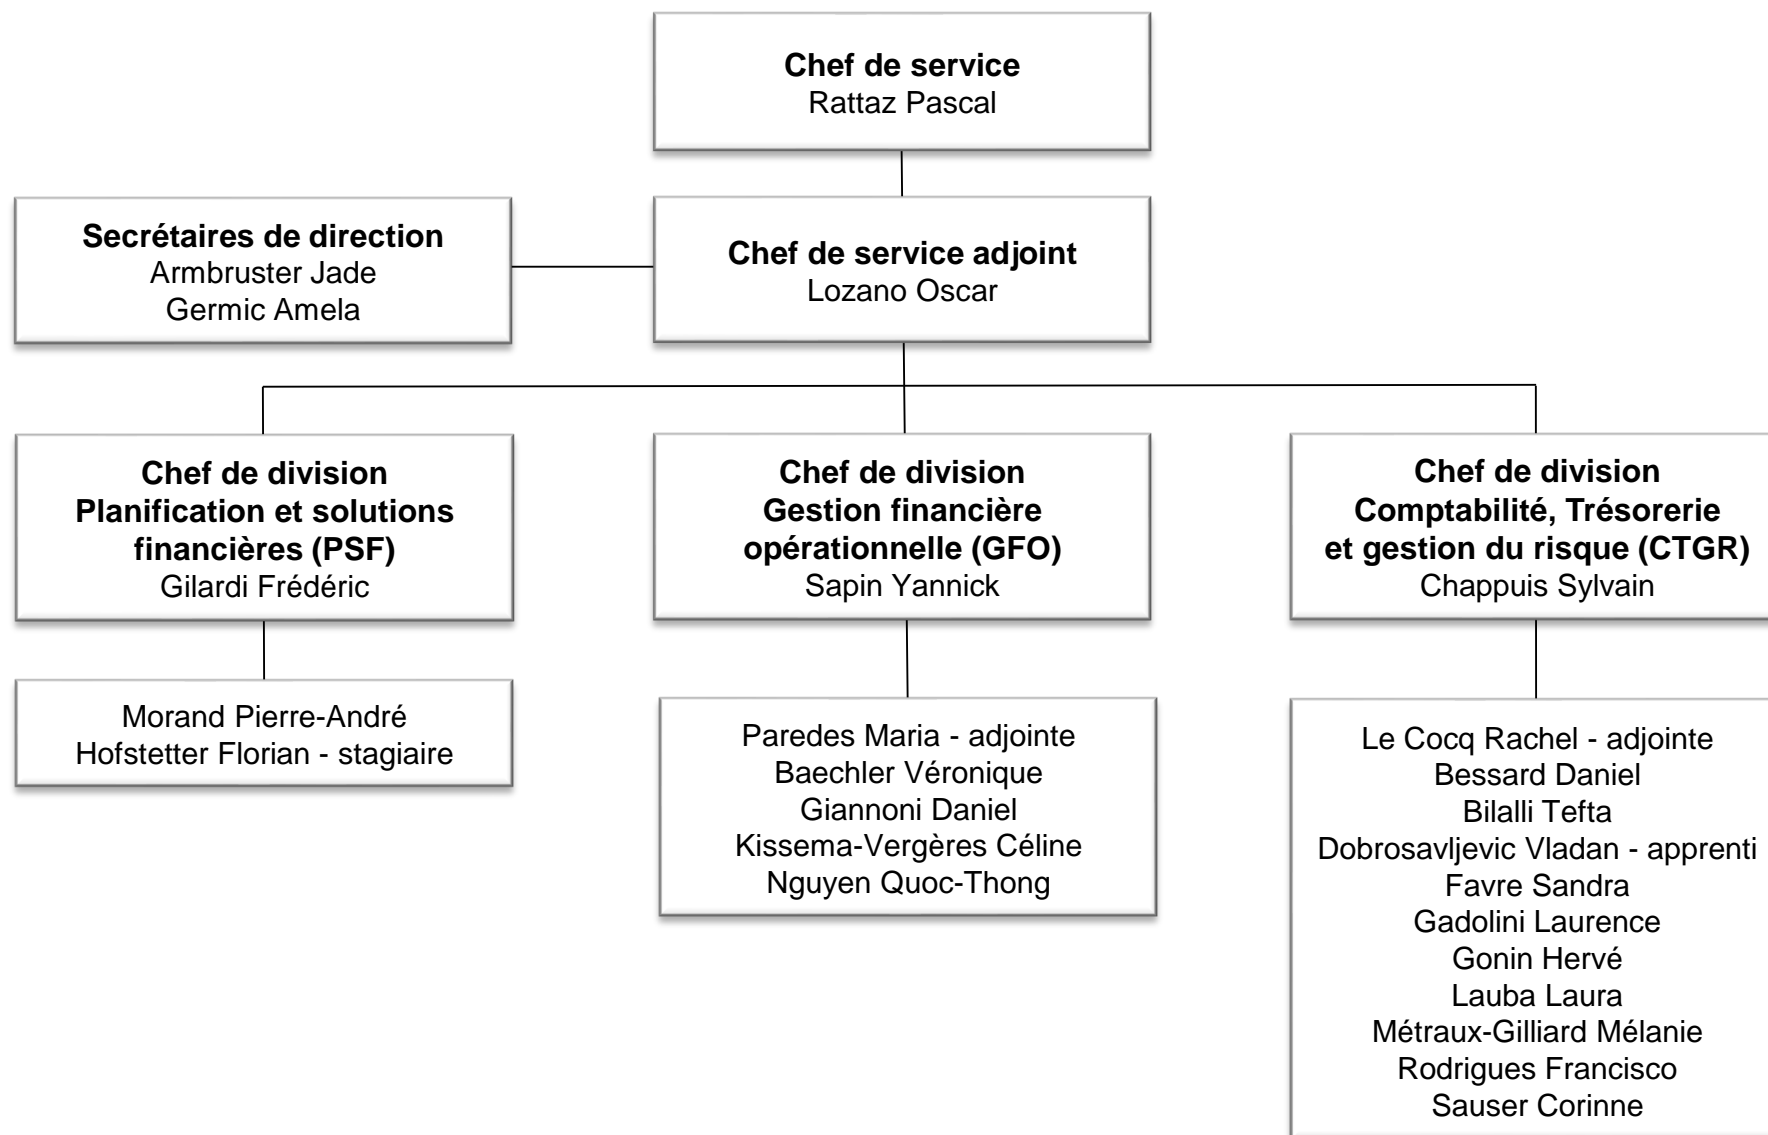 Chef de service
Rattaz Pascal
Secrétaires de direction
Armbruster Jade
Germic Amela
Chef de service adjoint
Lozano Oscar
Chef de division
Planification et solutions
financières (PSF)
Gilardi Frédéric
Chef de division
Gestion financière
opérationnelle (GFO)
Sapin Yannick
Chef de division
Comptabilité, Trésorerie
et gestion du risque (CTGR)
Chappuis Sylvain
Morand Pierre-André
Hofstetter Florian - stagiaire
Paredes Maria - adjointe
Baechler Véronique
Giannoni Daniel
Kissema-Vergères Céline
Nguyen Quoc-Thong
Le Cocq Rachel - adjointe
Bessard Daniel
Bilalli Tefta
Dobrosavljevic Vladan - apprenti
Favre Sandra
Gadolini Laurence
Gonin Hervé
Lauba Laura
Métraux-Gilliard Mélanie
Rodrigues Francisco
Sauser Corinne